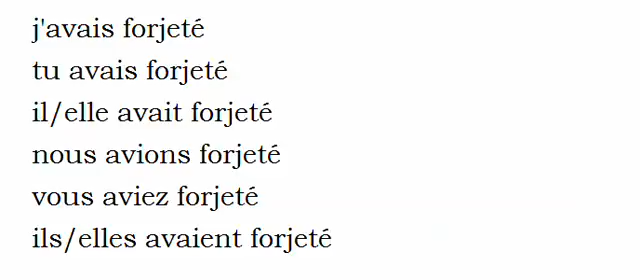 j'avais forjeté
tu avais forjeté
il/elle avait forjeté
nous avions forjeté
vous aviez forjeté
ils/elles avaient forjeté